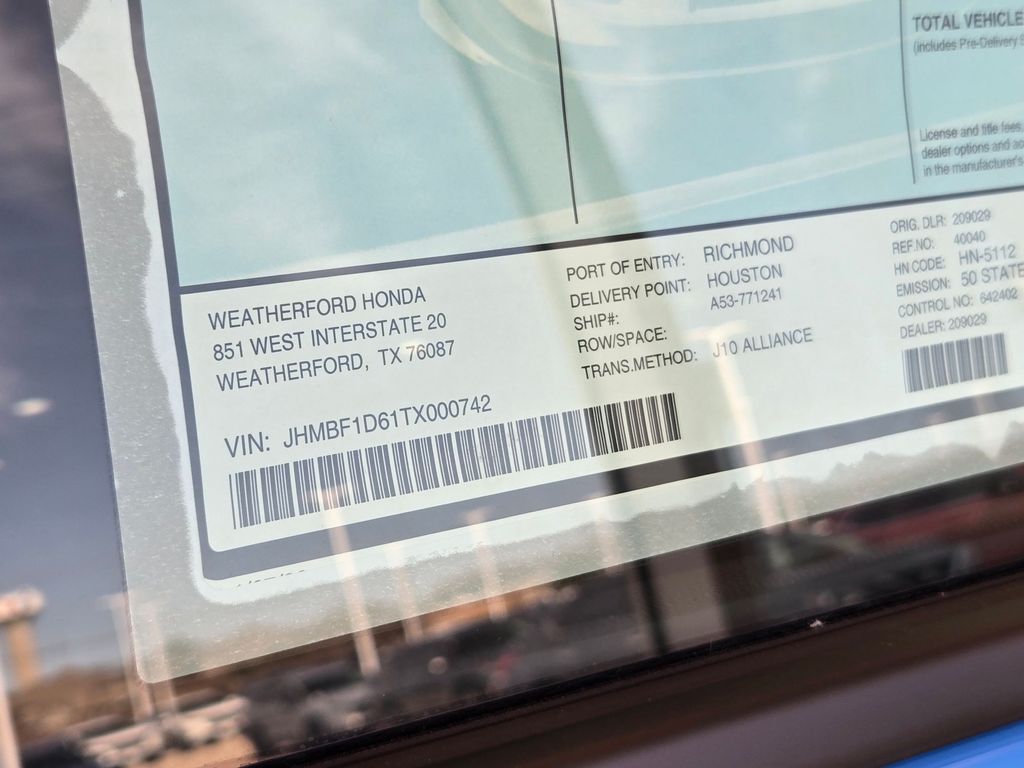 TOTAL VEHICLE
(includes Pre-Delivery
License and title fees,
dealer options and ac
in the manufacturer's
WEATHERFORD HONDA
851 WEST INTERSTATE 20
WEATHERFORD, TX 76087
VIN: JHMBF1D61TX000742
PORT OF ENTRY: RICHMOND
DELIVERY POINT: HOUSTON
SHIP#: A53-771241
ROW/SPACE:
TRANS.METHOD: J10 ALLIANCE
ORIG. DLR: 209029
REF.NO: 40040
HN CODE: HN-5112
EMISSION: 50 STATE
CONTROL NO: 642402
DEALER: 209029